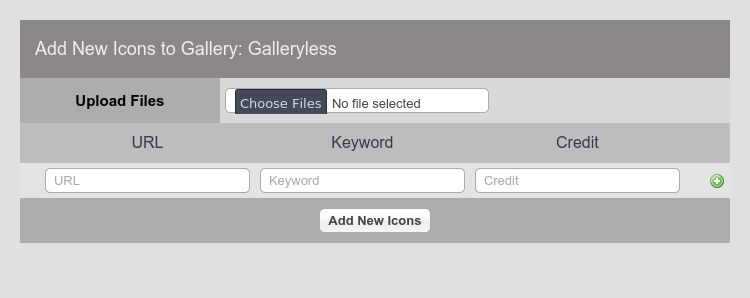 Add New Icons to Gallery: Galleryless
Upload Files Choose Files No file selected
URL Keyword Credit
URL Keyword Credit
Add New Icons